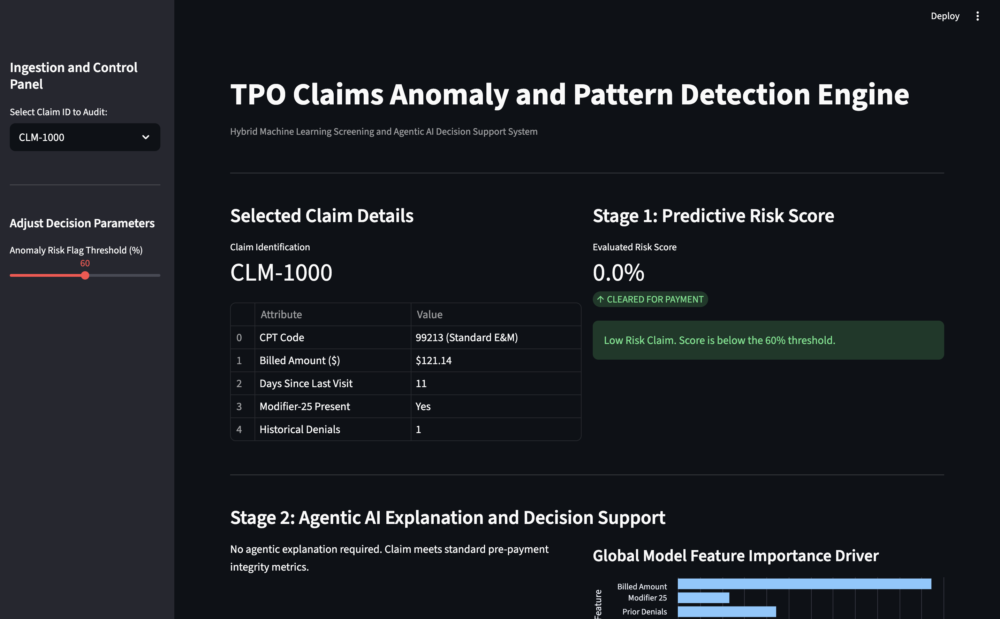 Deploy
Ingestion and Control
Panel
Select Claim ID to Audit:
CLM-1000
Adjust Decision Parameters
Anomaly Risk Flag Threshold (%)
60
TPO Claims Anomaly and Pattern Detection Engine
Hybrid Machine Learning Screening and Agentic AI Decision Support System
Selected Claim Details
Claim Identification
CLM-1000
Attribute Value
0 CPT Code 99213 (Standard E&M)
1 Billed Amount ($) $121.14
2 Days Since Last Visit 11
3 Modifier-25 Present Yes
4 Historical Denials 1
Stage 1: Predictive Risk Score
Evaluated Risk Score
0.0%
↑ CLEARED FOR PAYMENT
Low Risk Claim. Score is below the 60% threshold.
Stage 2: Agentic AI Explanation and Decision Support
No agentic explanation required. Claim meets standard pre-payment
integrity metrics.
Global Model Feature Importance Driver
Feature
Billed Amount
Modifier 25
Prior Denials